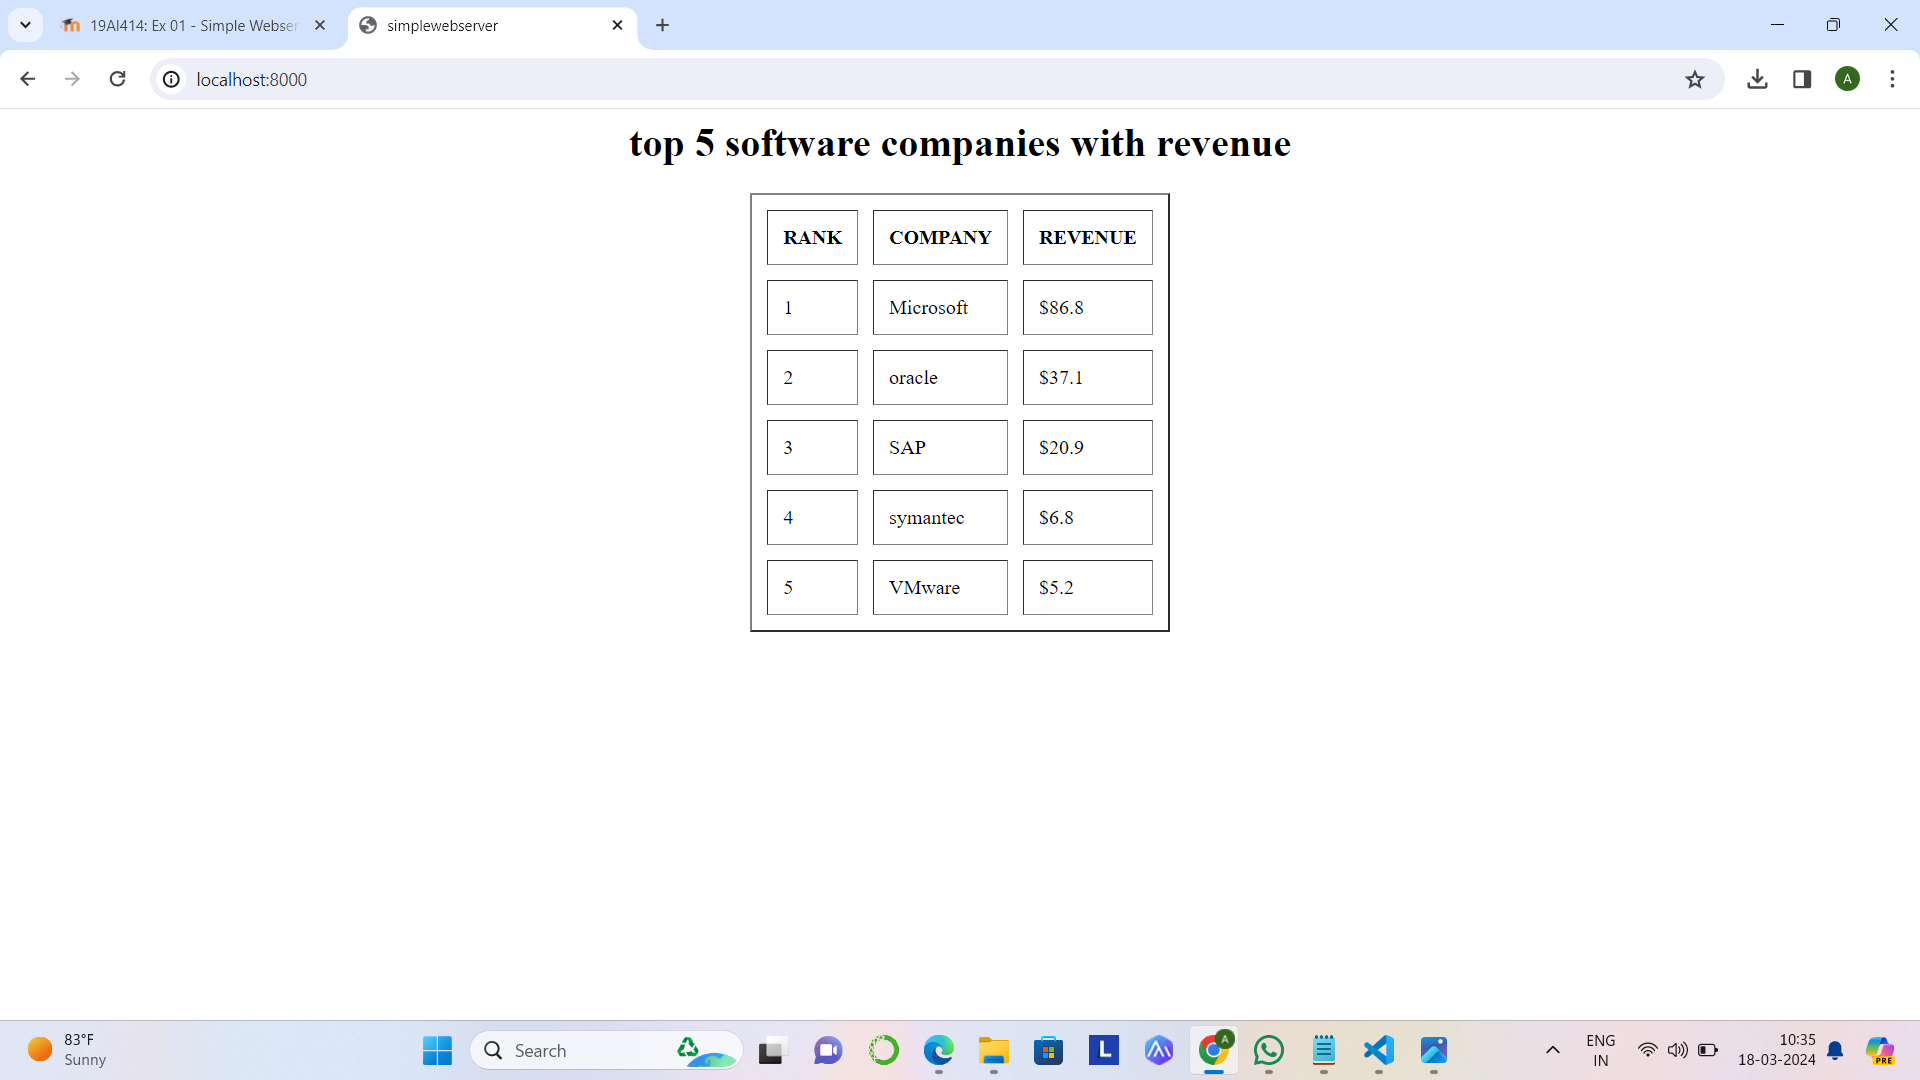 19AI414: Ex 01 - Simple Webser
simplewebserver
localhost:8000
A
top 5 software companies with revenue
RANK COMPANY REVENUE
1 Microsoft $86.8
2 oracle $37.1
3 SAP $20.9
4 symantec $6.8
5 VMware $5.2
83°F
Sunny
Search
L
A
ENG
IN
10:35
18-03-2024
PRE